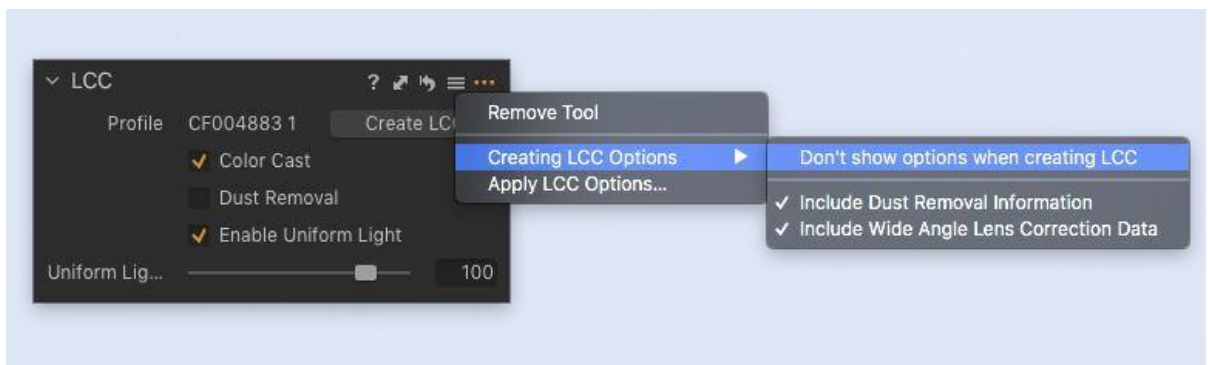 LCC ?
Profile CF004883 1 Create LC
Color Cast
Dust Removal
Enable Uniform Light
Uniform Lig... 100
Remove Tool
Creating LCC Options
Apply LCC Options...
Don't show options when creating LCC
Include Dust Removal Information
Include Wide Angle Lens Correction Data